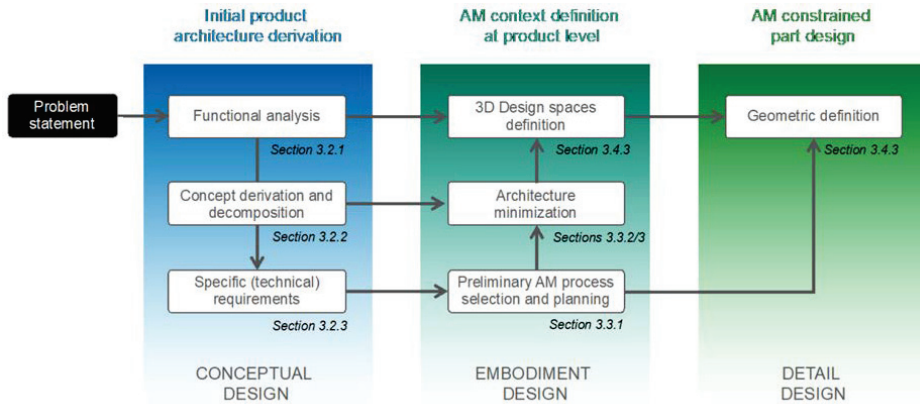 Initial product
architecture derivation
AM context definition
at product level
AM constrained
part design
Problem
statement
Functional analysis
Section 3.2.1
3D Design spaces
definition
Section 3.4.3
Geometric definition
Section 3.4.3
Concept derivation and
decomposition
Section 3.2.2
Architecture
minimization
Sections 3.3.2/3
Specific (technical)
requirements
Section 3.2.3
Preliminary AM process
selection and planning
Section 3.3.1
CONCEPTUAL
DESIGN
EMBODIMENT
DESIGN
DETAIL
DESIGN